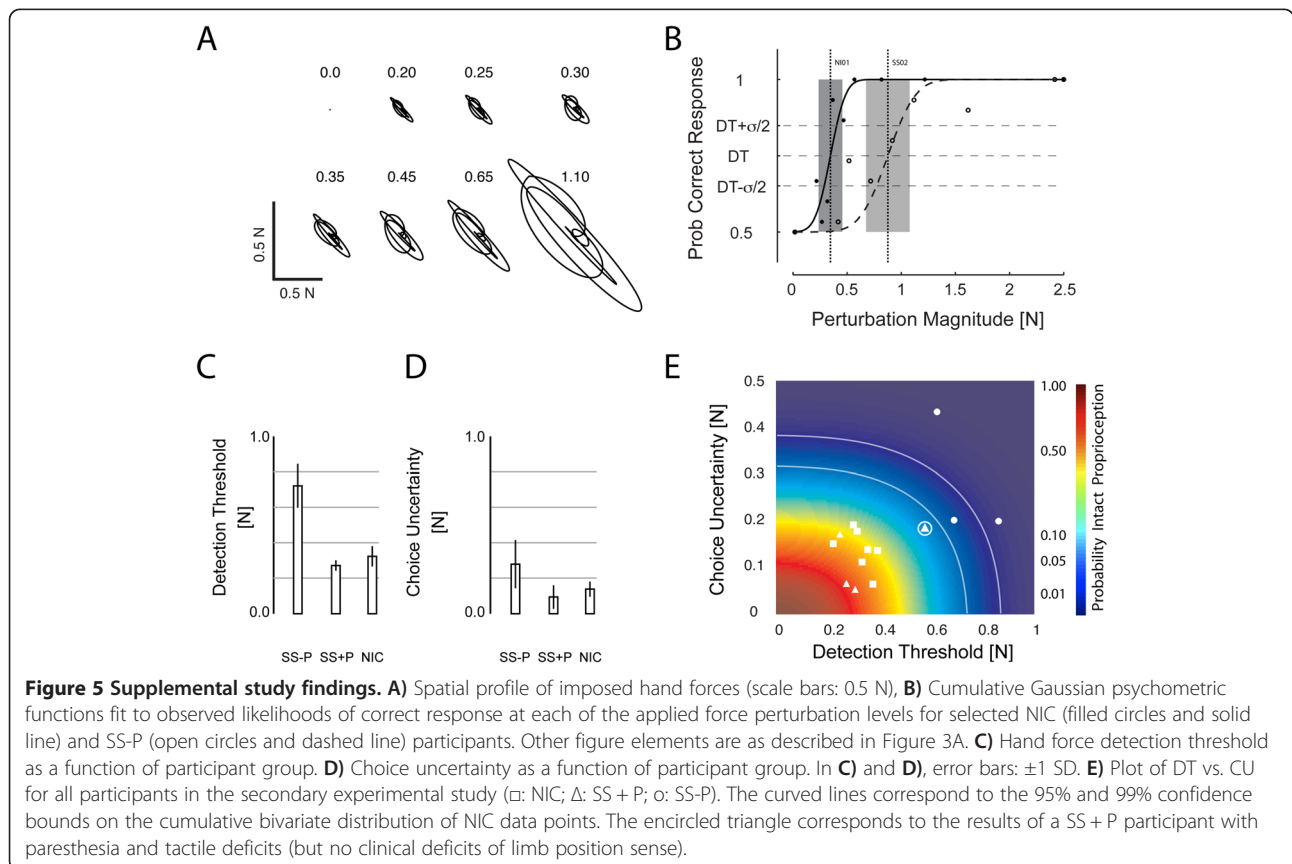 A
0.0
0.20
0.25
0.30
0.35
0.45
0.65
1.10
0.5 N
0.5 N
B
NI01
SS02
1
DT+σ/2
DT
DT-σ/2
0.5
Prob Correct Response
0
0.5
1
1.5
2
2.5
Perturbation Magnitude [N]
C
1.0
0.0
Detection Threshold
[N]
SS-P SS+P NIC
D
1.0
0.0
Choice Uncertainty
[N]
SS-P SS+P NIC
E
0.5
0.4
0.3
0.2
0.1
0
Choice Uncertainty [N]
0
0.2
0.4
0.6
0.8
1
Detection Threshold [N]
1.00
0.50
0.10
0.05
0.01
Probability Intact Proprioception
Figure 5 Supplemental study findings. A) Spatial profile of imposed hand forces (scale bars: 0.5 N), B) Cumulative Gaussian psychometric
functions fit to observed likelihoods of correct response at each of the applied force perturbation levels for selected NIC (filled circles and solid
line) and SS-P (open circles and dashed line) participants. Other figure elements are as described in Figure 3A. C) Hand force detection threshold
as a function of participant group. D) Choice uncertainty as a function of participant group. In C) and D), error bars: ±1 SD. E) Plot of DT vs. CU
for all participants in the secondary experimental study (□: NIC; Δ: SS + P; o: SS-P). The curved lines correspond to the 95% and 99% confidence
bounds on the cumulative bivariate distribution of NIC data points. The encircled triangle corresponds to the results of a SS + P participant with
paresthesia and tactile deficits (but no clinical deficits of limb position sense).